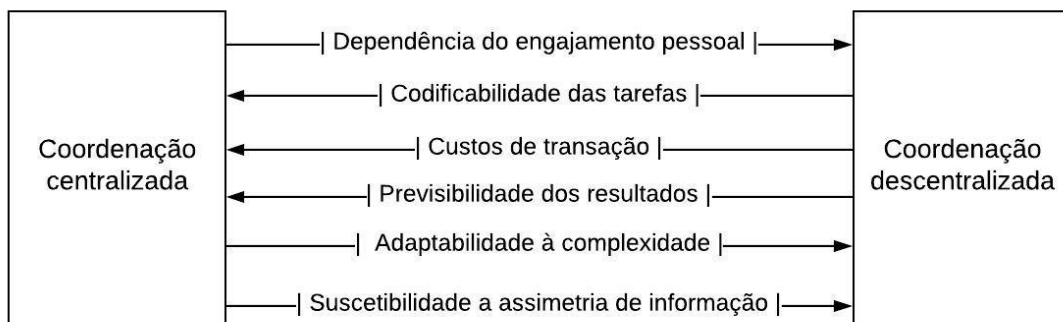 | Dependência do engajamento pessoal |
| Codificabilidade das tarefas |
Coordenação
centralizada
| Custos de transação |
Coordenação
descentralizada
| Previsibilidade dos resultados |
| Adaptabilidade à complexidade |
| Suscetibilidade a assimetria de informação |